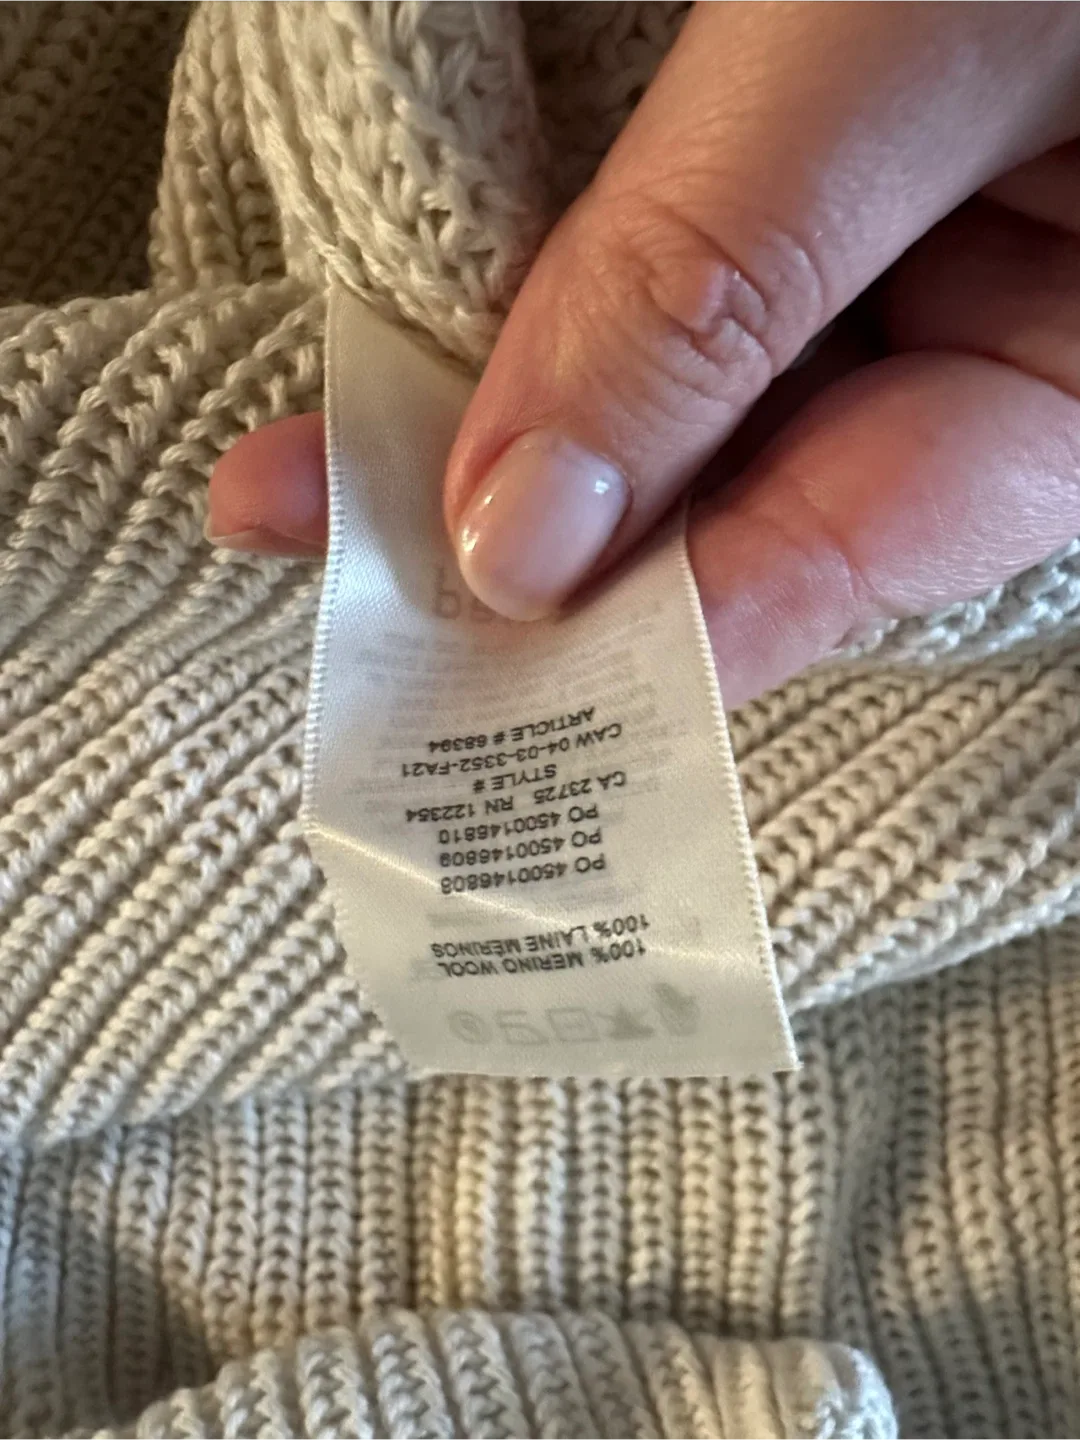 100% MERINO WOOL
100% LAINE MÉRINOS
PO 4500146808
PO 4500146809
PO 4500146810
CA 23725 RN 122354
STYLE #
CAW 04-03-3352-FA21
ARTICLE # 68394